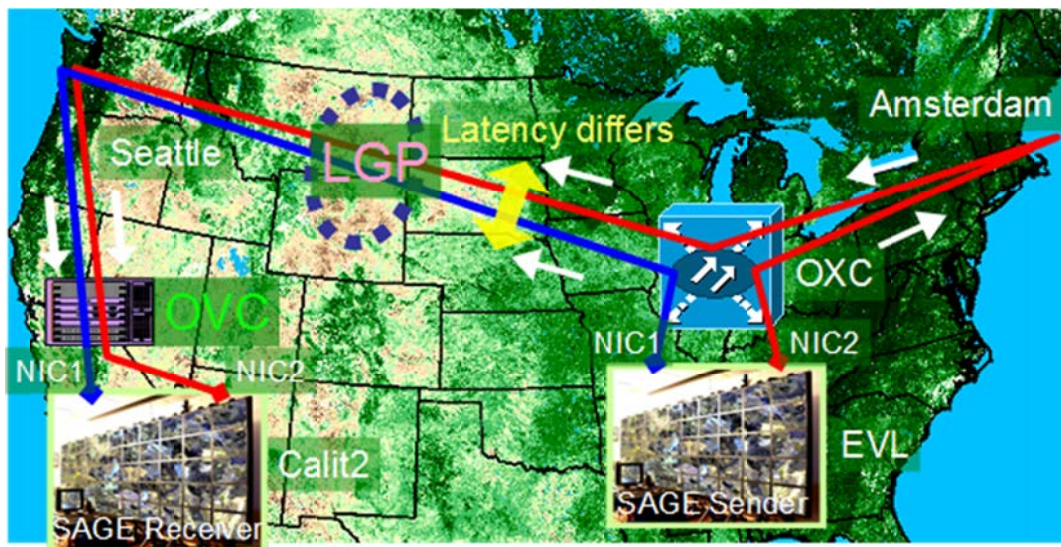 Amsterdam
Latency differs
Seattle
LGP
OXC
OVC
NIC1
NIC2
NIC1
NIC2
EVL
Calit2
SAGE Sender
SAGE Receiver